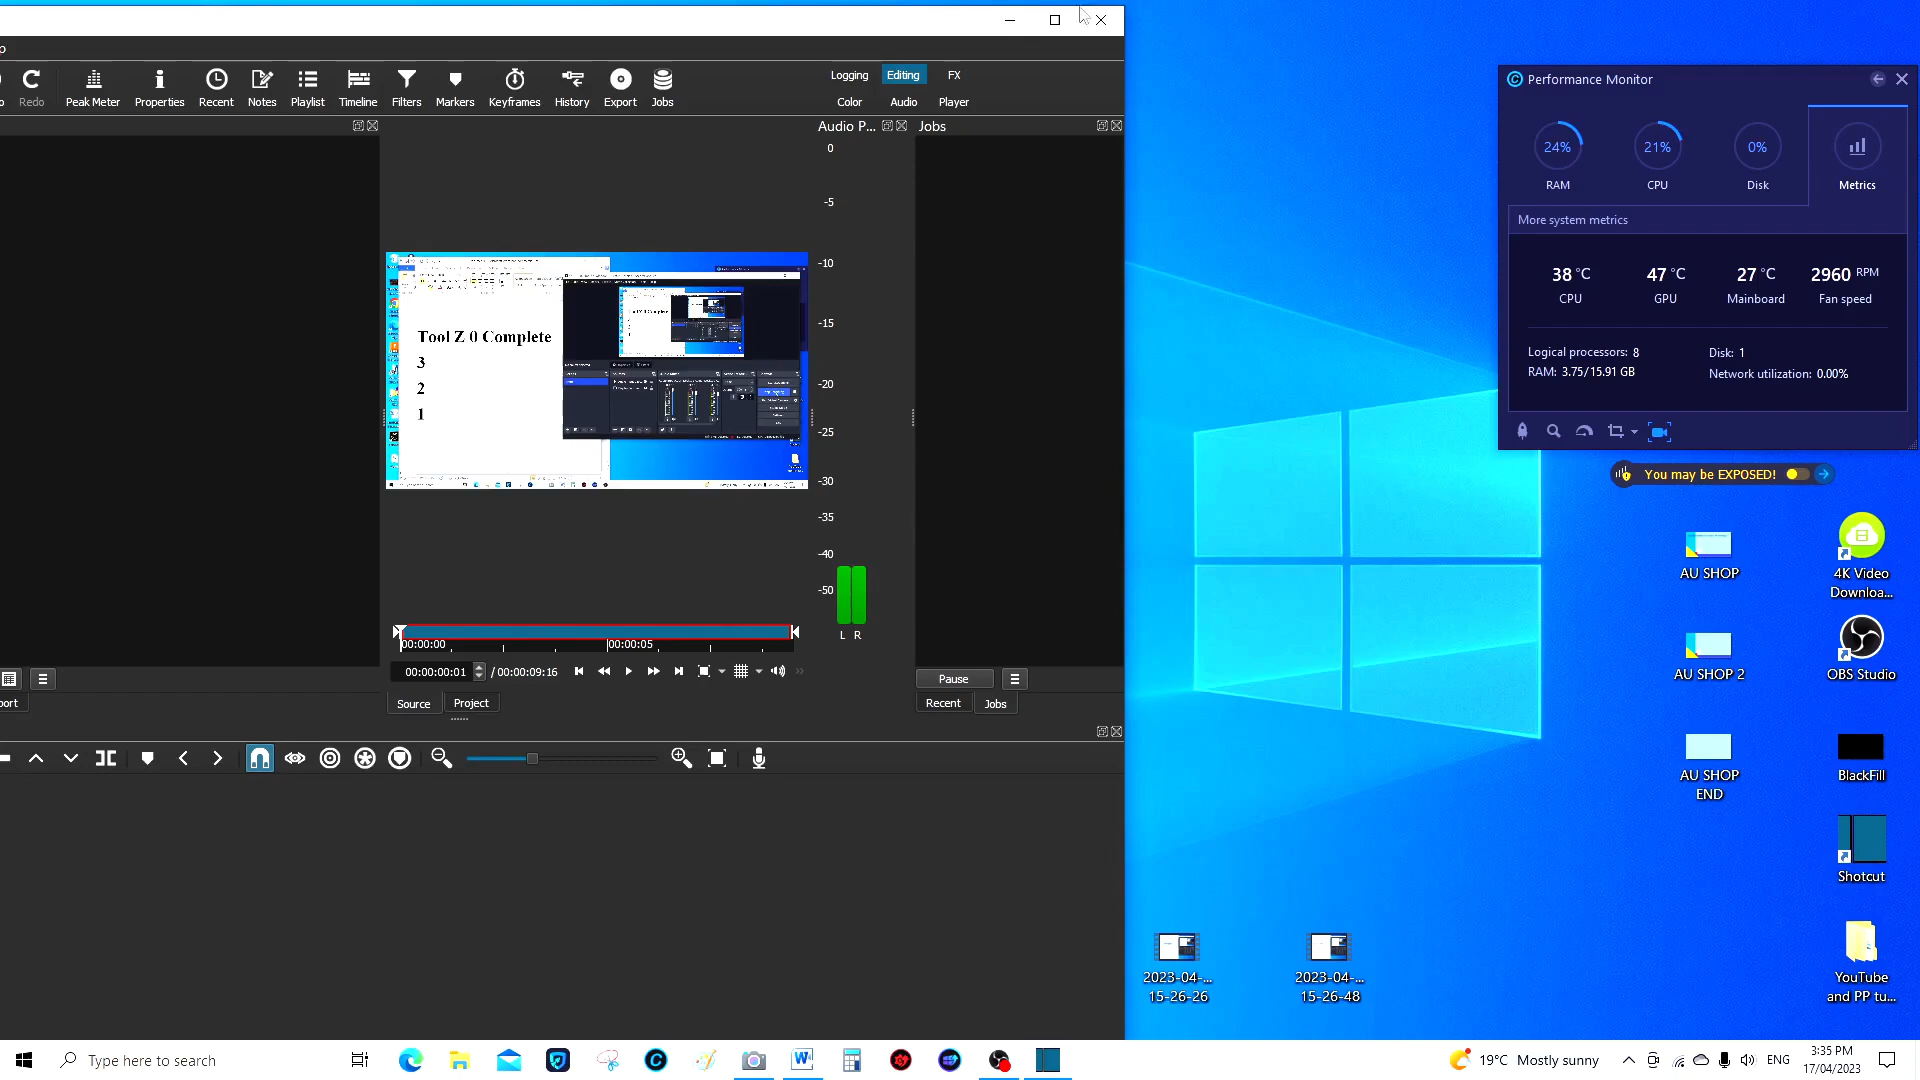 p
Redo
Peak Meter
Properties
Recent
Notes
Playlist
Timeline
Filters
Markers
Keyframes
History
Export
Jobs
Logging
Editing
FX
Color
Audio
Player
Audio P...
Jobs
0
-5
-10
-15
-20
-25
-30
-35
-40
-50
L R
Tool Z 0 Complete
3
2
1
00:00:00
00:00:05
00:00:00:01
/ 00:00:09:16
Source
Project
Pause
Recent
Jobs
ort
Performance Monitor
24%
RAM
21%
CPU
0%
Disk
Metrics
More system metrics
38 °C
CPU
47 °C
GPU
27 °C
Mainboard
2960 RPM
Fan speed
Logical processors: 8
Disk: 1
RAM: 3.75/15.91 GB
Network utilization: 0.00%
You may be EXPOSED!
AU SHOP
4K Video
Downloa...
AU SHOP 2
OBS Studio
AU SHOP
END
BlackFill
Shotcut
2023-04-...
15-26-26
2023-04-...
15-26-48
YouTube
and PP tu...
Type here to search
19°C Mostly sunny
ENG
3:35 PM
17/04/2023